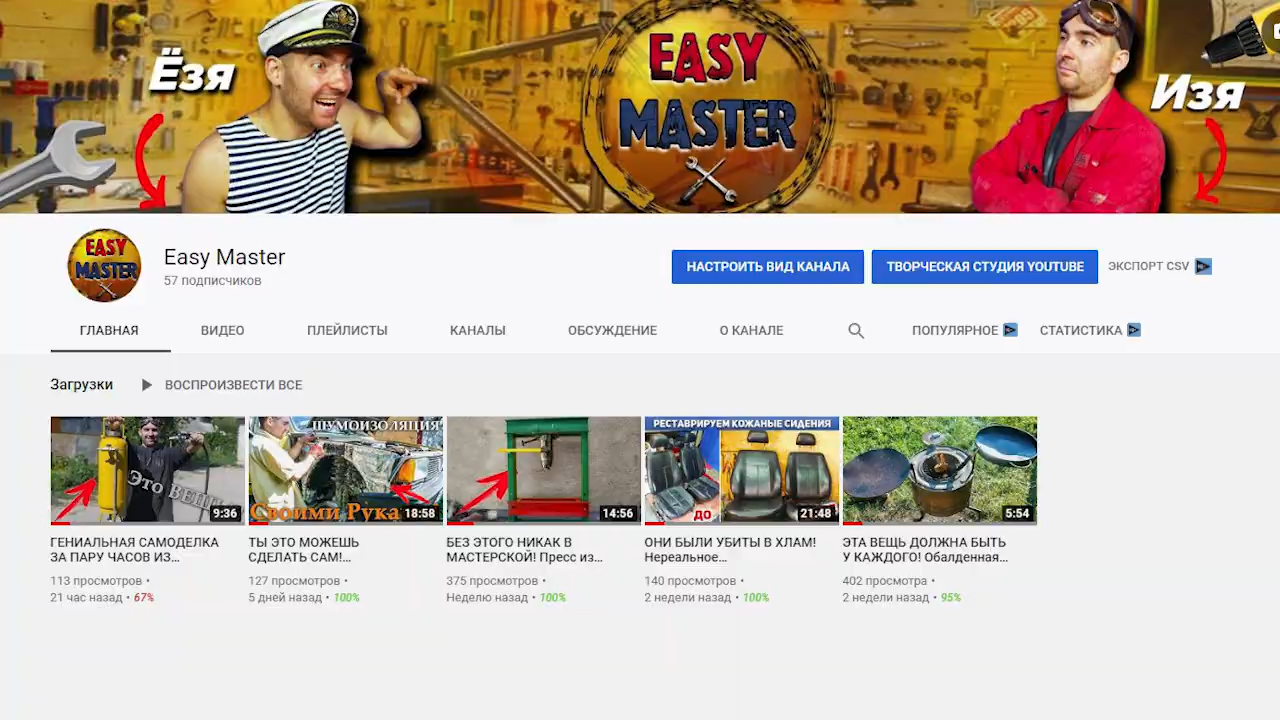 Ёзя
EASY
MASTER
Изя
EASY
MASTER
Easy Master
57 подписчиков
НАСТРОИТЬ ВИД КАНАЛА
ТВОРЧЕСКАЯ СТУДИЯ YOUTUBE
ЭКСПОРТ CSV
ГЛАВНАЯ
ВИДЕО
ПЛЕЙЛИСТЫ
КАНАЛЫ
ОБСУЖДЕНИЕ
О КАНАЛЕ
ПОПУЛЯРНОЕ
СТАТИСТИКА
Загрузки
ВОСПРОИЗВЕСТИ ВСЕ
Это ВЕЩЬ
9:36
ШУМОИЗОЛЯЦИЯ
Своими Рука
18:58
14:56
РЕСТАВРИРУЕМ КОЖАНЫЕ СИДЕНИЯ
ДО
21:48
5:54
ГЕНИАЛЬНАЯ САМОДЕЛКА
ЗА ПАРУ ЧАСОВ ИЗ...
113 просмотров •
21 час назад • 67%
ТЫ ЭТО МОЖЕШЬ
СДЕЛАТЬ САМ!...
127 просмотров •
5 дней назад • 100%
БЕЗ ЭТОГО НИКАК В
МАСТЕРСКОЙ! Пресс из...
375 просмотров •
Неделю назад • 100%
ОНИ БЫЛИ УБИТЫ В ХЛАМ!
Нереальное...
140 просмотров •
2 недели назад • 100%
ЭТА ВЕЩЬ ДОЛЖНА БЫТЬ
У КАЖДОГО! Обалденная...
402 просмотра •
2 недели назад • 95%